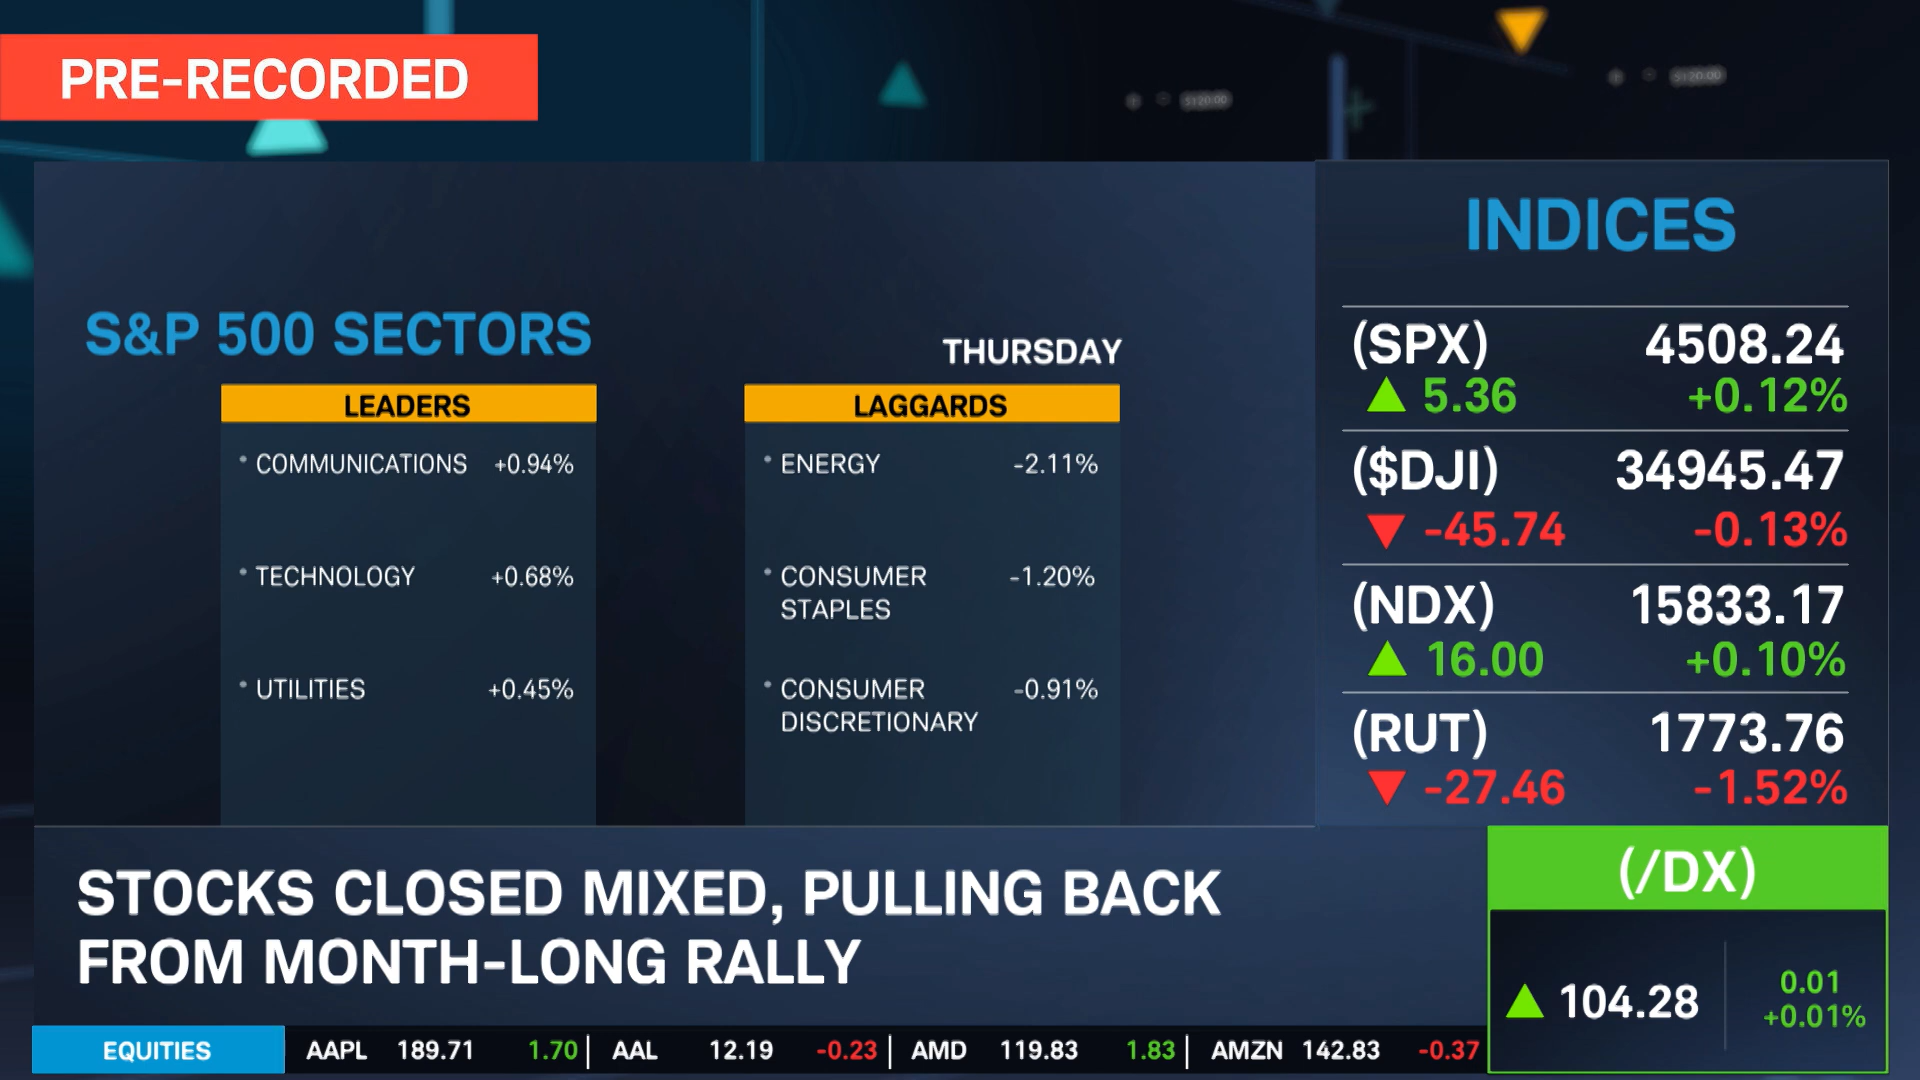 PRE-RECORDED
$120.00
$120.00
S&P 500 SECTORS
THURSDAY
LEADERS
• COMMUNICATIONS +0.94%
• TECHNOLOGY +0.68%
• UTILITIES +0.45%
LAGGARDS
• ENERGY -2.11%
• CONSUMER -1.20%
STAPLES
• CONSUMER -0.91%
DISCRETIONARY
INDICES
(SPX) 4508.24
▲ 5.36 +0.12%
($DJI) 34945.47
▼ -45.74 -0.13%
(NDX) 15833.17
▲ 16.00 +0.10%
(RUT) 1773.76
▼ -27.46 -1.52%
STOCKS CLOSED MIXED, PULLING BACK
FROM MONTH-LONG RALLY
(/DX)
▲ 104.28
0.01
+0.01%
EQUITIES AAPL 189.71 1.70 | AAL 12.19 -0.23 | AMD 119.83 1.83 | AMZN 142.83 -0.37